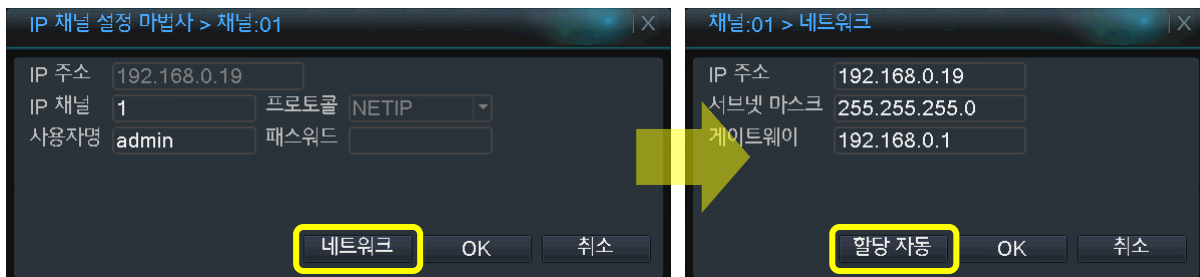 IP 채널 설정 마법사 > 채널:01 X
IP 주소 192.168.0.19
IP 채널 1 프로토콜 NETIP
사용자명 admin 패스워드
네트워크 OK 취소
채널:01 > 네트워크 X
IP 주소 192.168.0.19
서브넷 마스크 255.255.255.0
게이트웨이 192.168.0.1
할당 자동 OK 취소